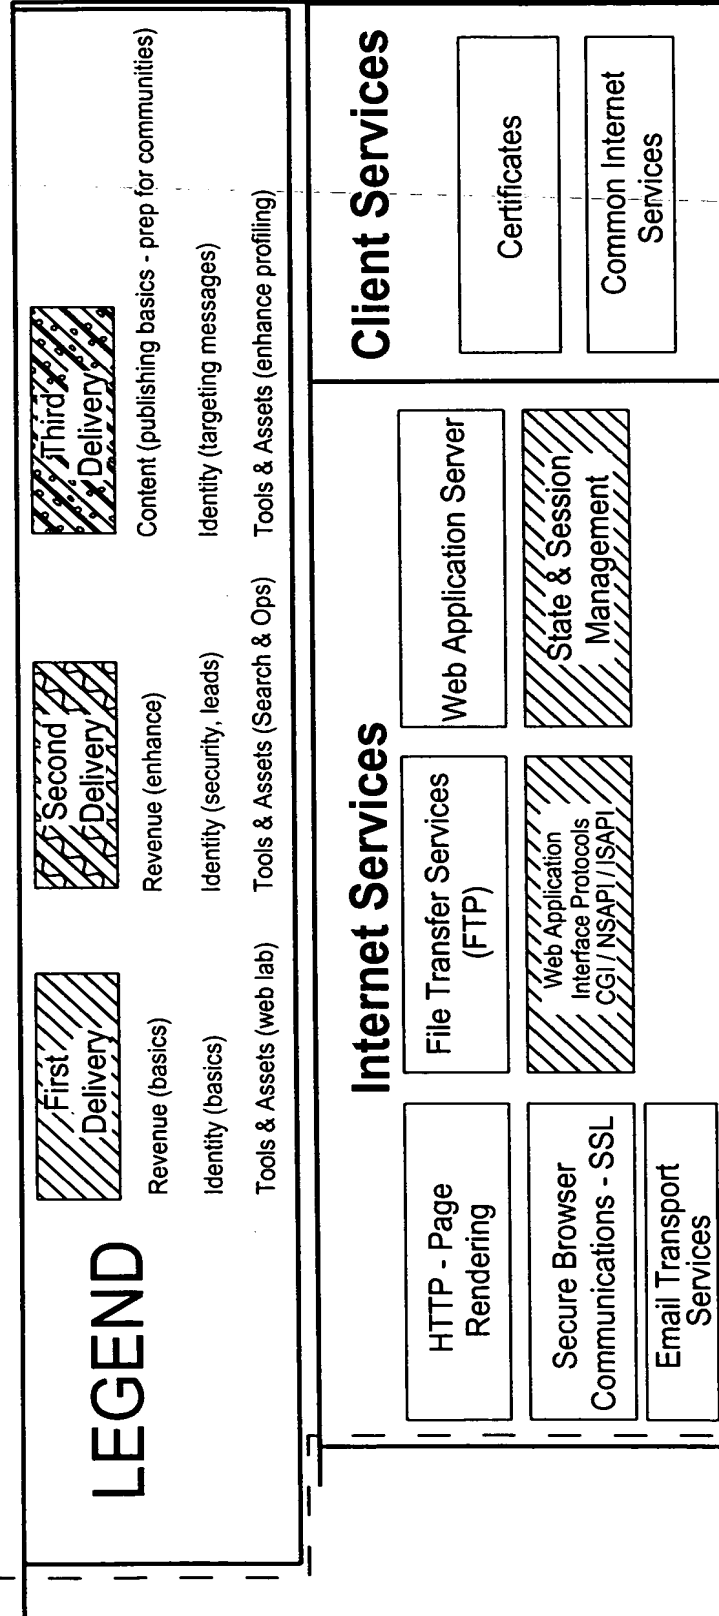 LEGEND
First
Delivery
Revenue (basics)
Identity (basics)
Tools & Assets (web lab)
Second
Delivery
Revenue (enhance)
Identity (security, leads)
Tools & Assets (Search & Ops)
Third
Delivery
Content (publishing basics - prep for communities)
Identity (targeting messages)
Tools & Assets (enhance profiling)
Internet Services
HTTP - Page
Rendering
File Transfer Services
(FTP)
Web Application Server
Secure Browser
Communications - SSL
Web Application
Interface Protocols
CGI / NSAPI / ISAPI
State & Session
Management
Email Transport
Services
Client Services
Certificates
Common Internet
Services